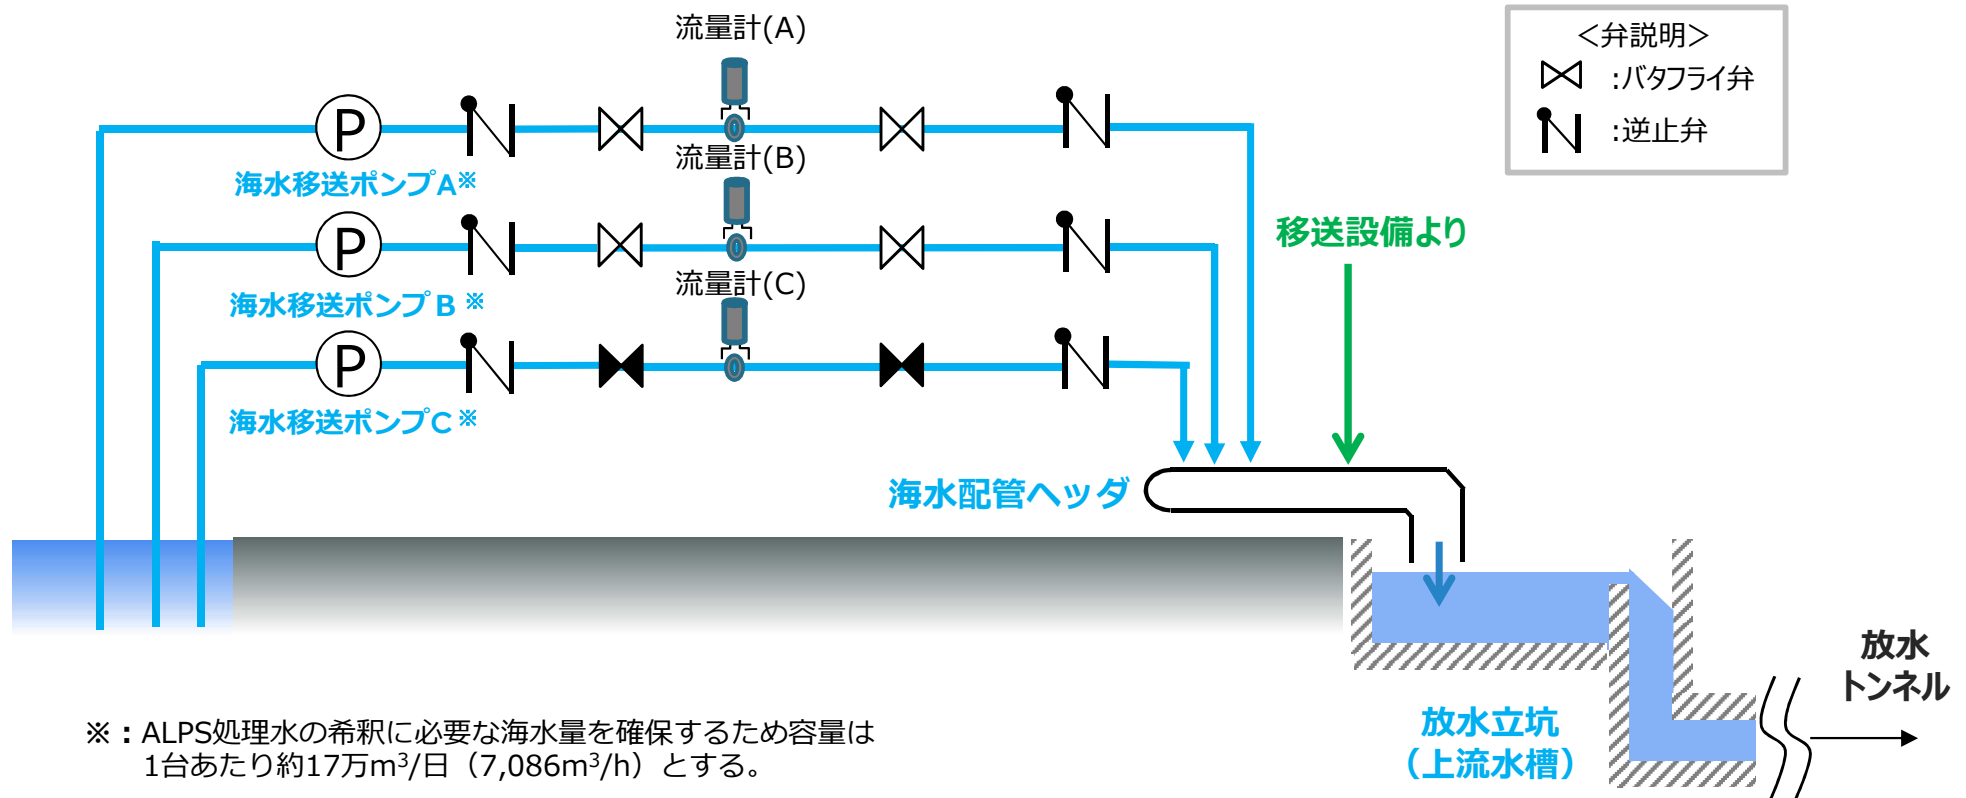 流量計(A)
<弁説明>
:バタフライ弁
:逆止弁
P
海水移送ポンプA※
流量計(B)
P
海水移送ポンプB※
流量計(C)
P
海水移送ポンプC※
移送設備より
海水配管ヘッダ
放水
トンネル
放水立坑
(上流水槽)
※:ALPS処理水の希釈に必要な海水量を確保するため容量は
1台あたり約17万m³/日(7,086m³/h)とする。